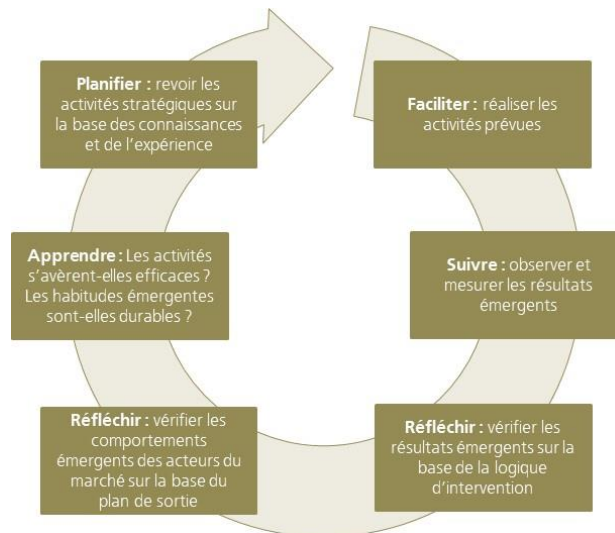 Planifier : revoir les
activités stratégiques sur
la base des connaissances
et de l'expérience
Faciliter : réaliser les
activités prévues
Apprendre : Les activités
s'avèrent-elles efficaces ?
Les habitudes émergentes
sont-elles durables ?
Suivre : observer et
mesurer les résultats
émergents
Réfléchir : vérifier les
comportements
émergents des acteurs du
marché sur la base du
plan de sortie
Réfléchir : vérifier les
résultats émergents sur la
base de la logique
d'intervention